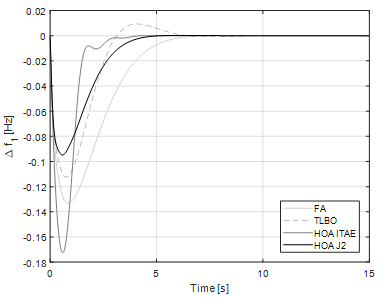 0.02
0
-0.02
-0.04
-0.06
-0.08
-0.1
-0.12
-0.14
-0.16
-0.18
Δ f1 [Hz]
0 5 10 15
Time [s]
FA
TLBO
HOA ITAE
HOA J2